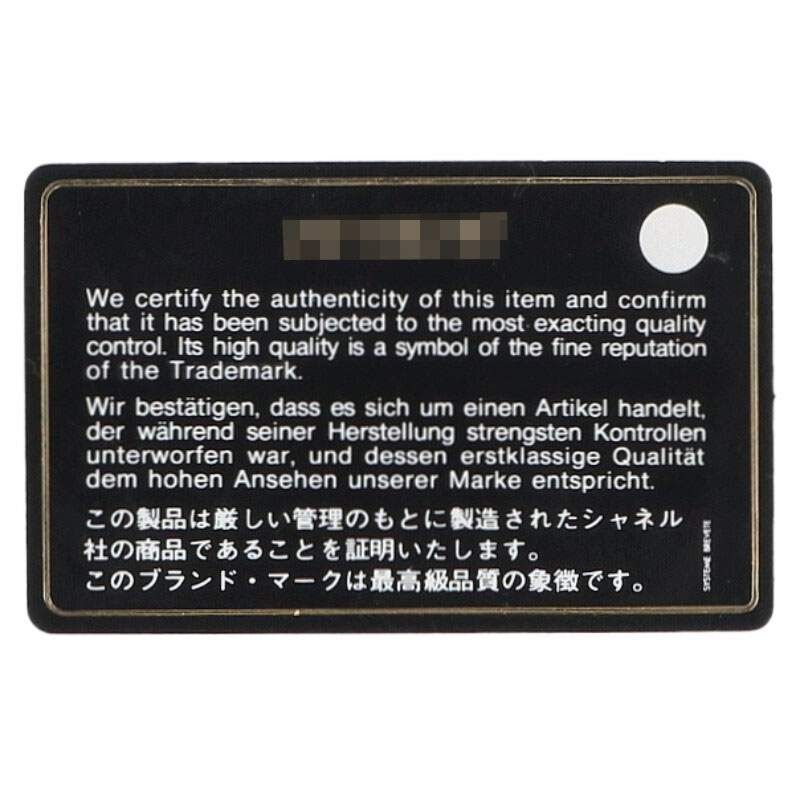 We certify the authenticity of this item and confirm
that it has been subjected to the most exacting quality
control. Its high quality is a symbol of the fine reputation
of the Trademark.
Wir bestätigen, dass es sich um einen Artikel handelt,
der während seiner Herstellung strengsten Kontrollen
unterworfen war, und dessen erstklassige Qualität
dem hohen Ansehen unserer Marke entspricht.
この製品は厳しい管理のもとに製造されたシャネル
社の商品であることを証明いたします。
このブランド・マークは最高級品質の象徴です。
SYSTEME BREVETE